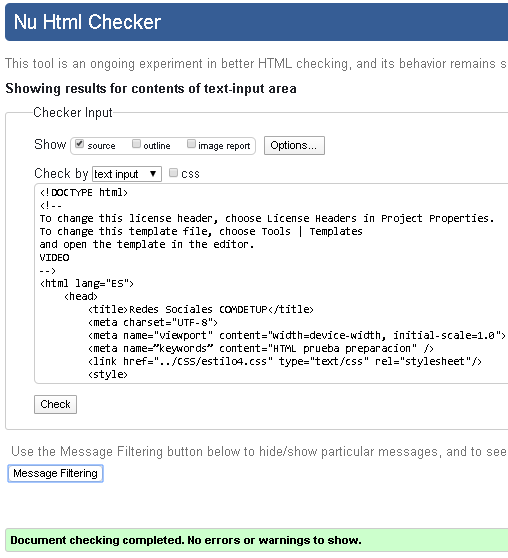 Nu Html Checker
This tool is an ongoing experiment in better HTML checking, and its behavior remains s
Showing results for contents of text-input area
Checker Input
Show source outline image report Options...
Check by text input css
<!DOCTYPE html>
<!--
To change this license header, choose License Headers in Project Properties.
To change this template file, choose Tools | Templates
and open the template in the editor.
VIDEO
-->
<html lang="ES">
<head>
<title>Redes Sociales COMDETUP</title>
<meta charset="UTF-8">
<meta name="viewport" content="width=device-width, initial-scale=1.0">
<meta name=”keywords” content="HTML prueba preparacion" />
<link href="../CSS/estilo4.css" type="text/css" rel="stylesheet"/>
<style>
Check
Use the Message Filtering button below to hide/show particular messages, and to see
Message Filtering
Document checking completed. No errors or warnings to show.